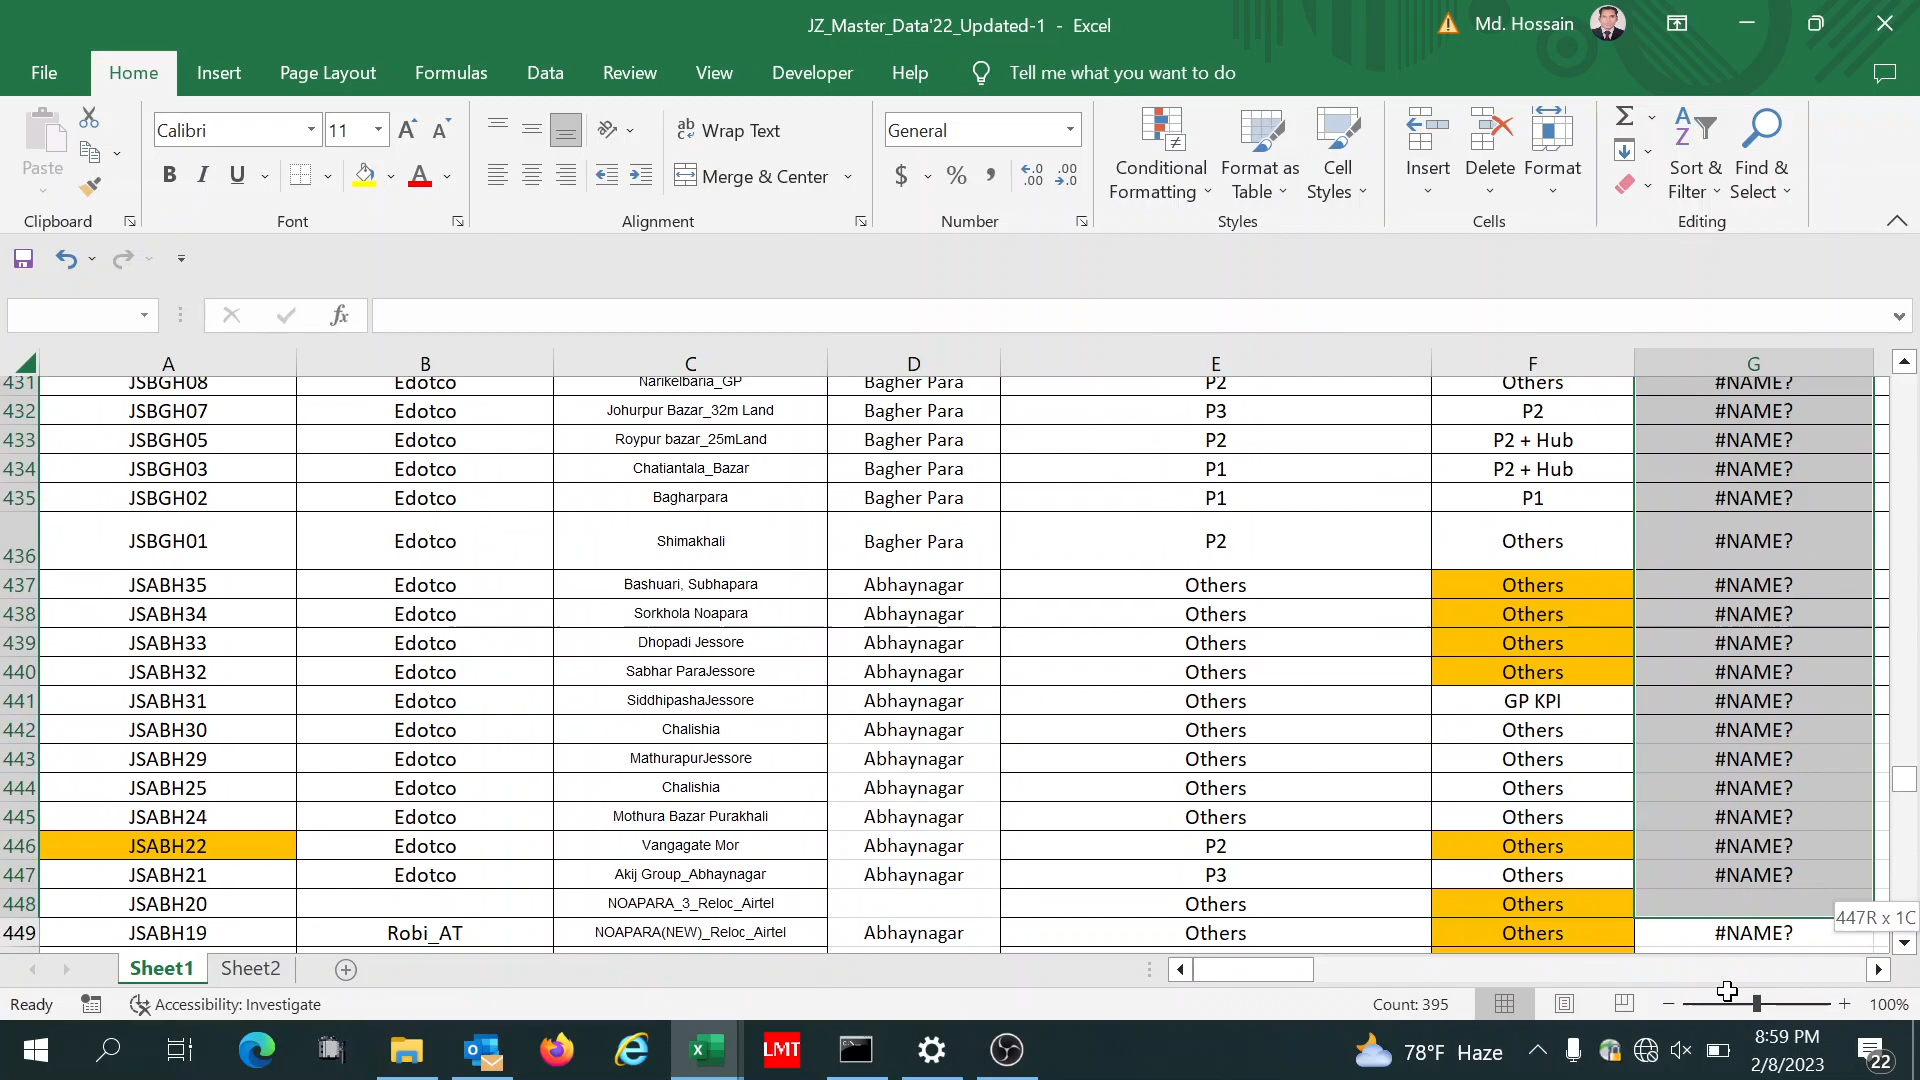 JZ_Master_Data'22_Updated-1 - Excel
Md. Hossain
File Home Insert Page Layout Formulas Data Review View Developer Help Tell me what you want to do
Paste
Calibri 11
B I U
Wrap Text
Merge & Center
General
$ % ,
Conditional Formatting
Format as Table
Cell Styles
Insert Delete Format
Sort & Filter
Find & Select
Clipboard Font Alignment Number Styles Cells Editing
fx
A B C D E F G
431 JSBGH08 Edotco Narikelbaria_GP Bagher Para P2 Others #NAME?
432 JSBGH07 Edotco Johurpur Bazar_32m Land Bagher Para P3 P2 #NAME?
433 JSBGH05 Edotco Roypur bazar_25mLand Bagher Para P2 P2 + Hub #NAME?
434 JSBGH03 Edotco Chatiantala_Bazar Bagher Para P1 P2 + Hub #NAME?
435 JSBGH02 Edotco Bagharpara Bagher Para P1 P1 #NAME?
436 JSBGH01 Edotco Shimakhali Bagher Para P2 Others #NAME?
437 JSABH35 Edotco Bashuari, Subhapara Abhaynagar Others Others #NAME?
438 JSABH34 Edotco Sorkhola Noapara Abhaynagar Others Others #NAME?
439 JSABH33 Edotco Dhopadi Jessore Abhaynagar Others Others #NAME?
440 JSABH32 Edotco Sabhar ParaJessore Abhaynagar Others Others #NAME?
441 JSABH31 Edotco SiddhipashaJessore Abhaynagar Others GP KPI #NAME?
442 JSABH30 Edotco Chalishia Abhaynagar Others Others #NAME?
443 JSABH29 Edotco MathurapurJessore Abhaynagar Others Others #NAME?
444 JSABH25 Edotco Chalishia Abhaynagar Others Others #NAME?
445 JSABH24 Edotco Mothura Bazar Purakhali Abhaynagar Others Others #NAME?
446 JSABH22 Edotco Vangagate Mor Abhaynagar P2 Others #NAME?
447 JSABH21 Edotco Akij Group_Abhaynagar Abhaynagar P3 Others #NAME?
448 JSABH20 NOAPARA_3_Reloc_Airtel Others Others
447R x 1C
449 JSABH19 Robi_AT NOAPARA(NEW)_Reloc_Airtel Abhaynagar Others Others #NAME?
Sheet1 Sheet2
Ready Accessibility: Investigate Count: 395 100%
LMT
78°F Haze
8:59 PM
2/8/2023
22